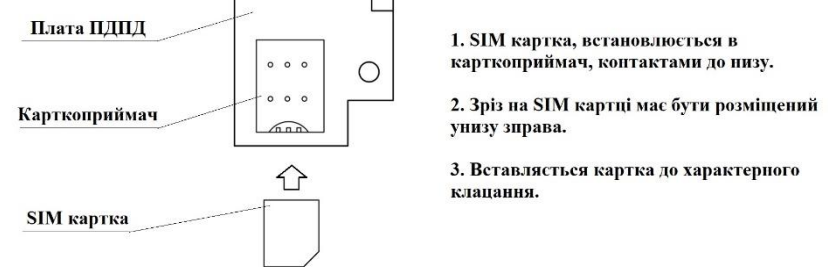 Плата ПДПД
Карткоприймач
SIM картка
1. SIM картка, встановлюється в
карткоприймач, контактами до низу.
2. Зріз на SIM картці має бути розміщений
унизу зправа.
3. Вставляється картка до характерного
клацання.